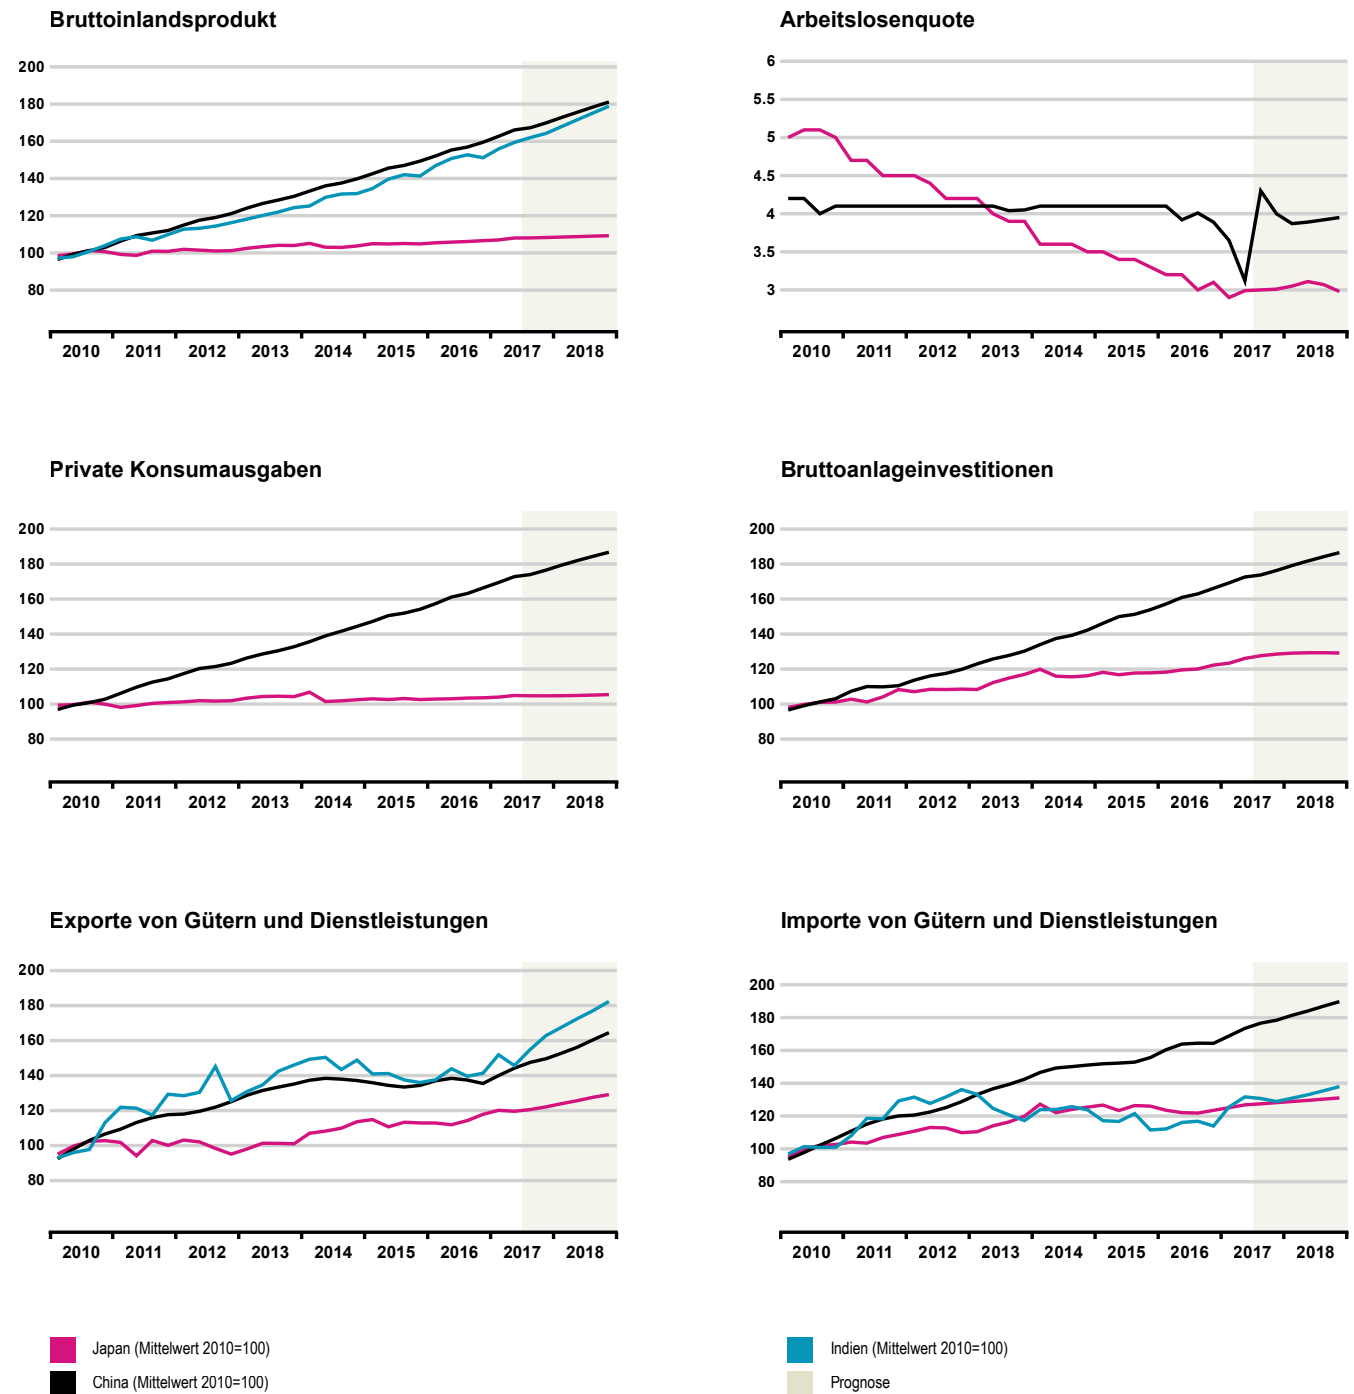 Bruttoinlandsprodukt
200
180
160
140
120
100
80
2010 2011 2012 2013 2014 2015 2016 2017 2018
Arbeitslosenquote
6
5.5
5
4.5
4
3.5
3
2010 2011 2012 2013 2014 2015 2016 2017 2018
Private Konsumausgaben
200
180
160
140
120
100
80
2010 2011 2012 2013 2014 2015 2016 2017 2018
Bruttoanlageinvestitionen
200
180
160
140
120
100
80
2010 2011 2012 2013 2014 2015 2016 2017 2018
Exporte von Gütern und Dienstleistungen
200
180
160
140
120
100
80
2010 2011 2012 2013 2014 2015 2016 2017 2018
Importe von Gütern und Dienstleistungen
200
180
160
140
120
100
80
2010 2011 2012 2013 2014 2015 2016 2017 2018
Japan (Mittelwert 2010=100)
China (Mittelwert 2010=100)
Indien (Mittelwert 2010=100)
Prognose